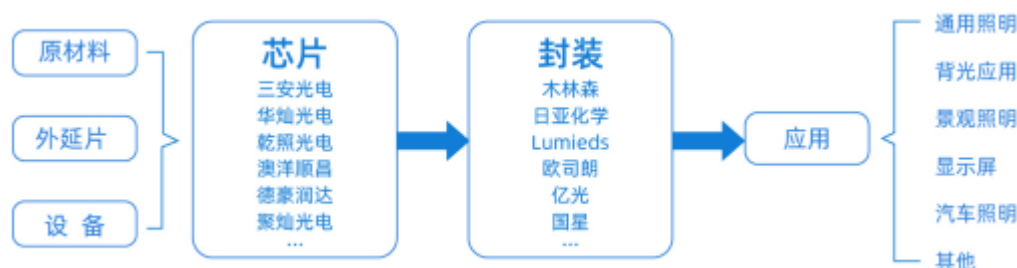 原材料
外延片
设 备
芯片
三安光电
华灿光电
乾照光电
澳洋顺昌
德豪润达
聚灿光电
...
封装
木林森
日亚化学
Lumieds
欧司朗
亿光
国星
...
应用
通用照明
背光应用
景观照明
显示屏
汽车照明
其他